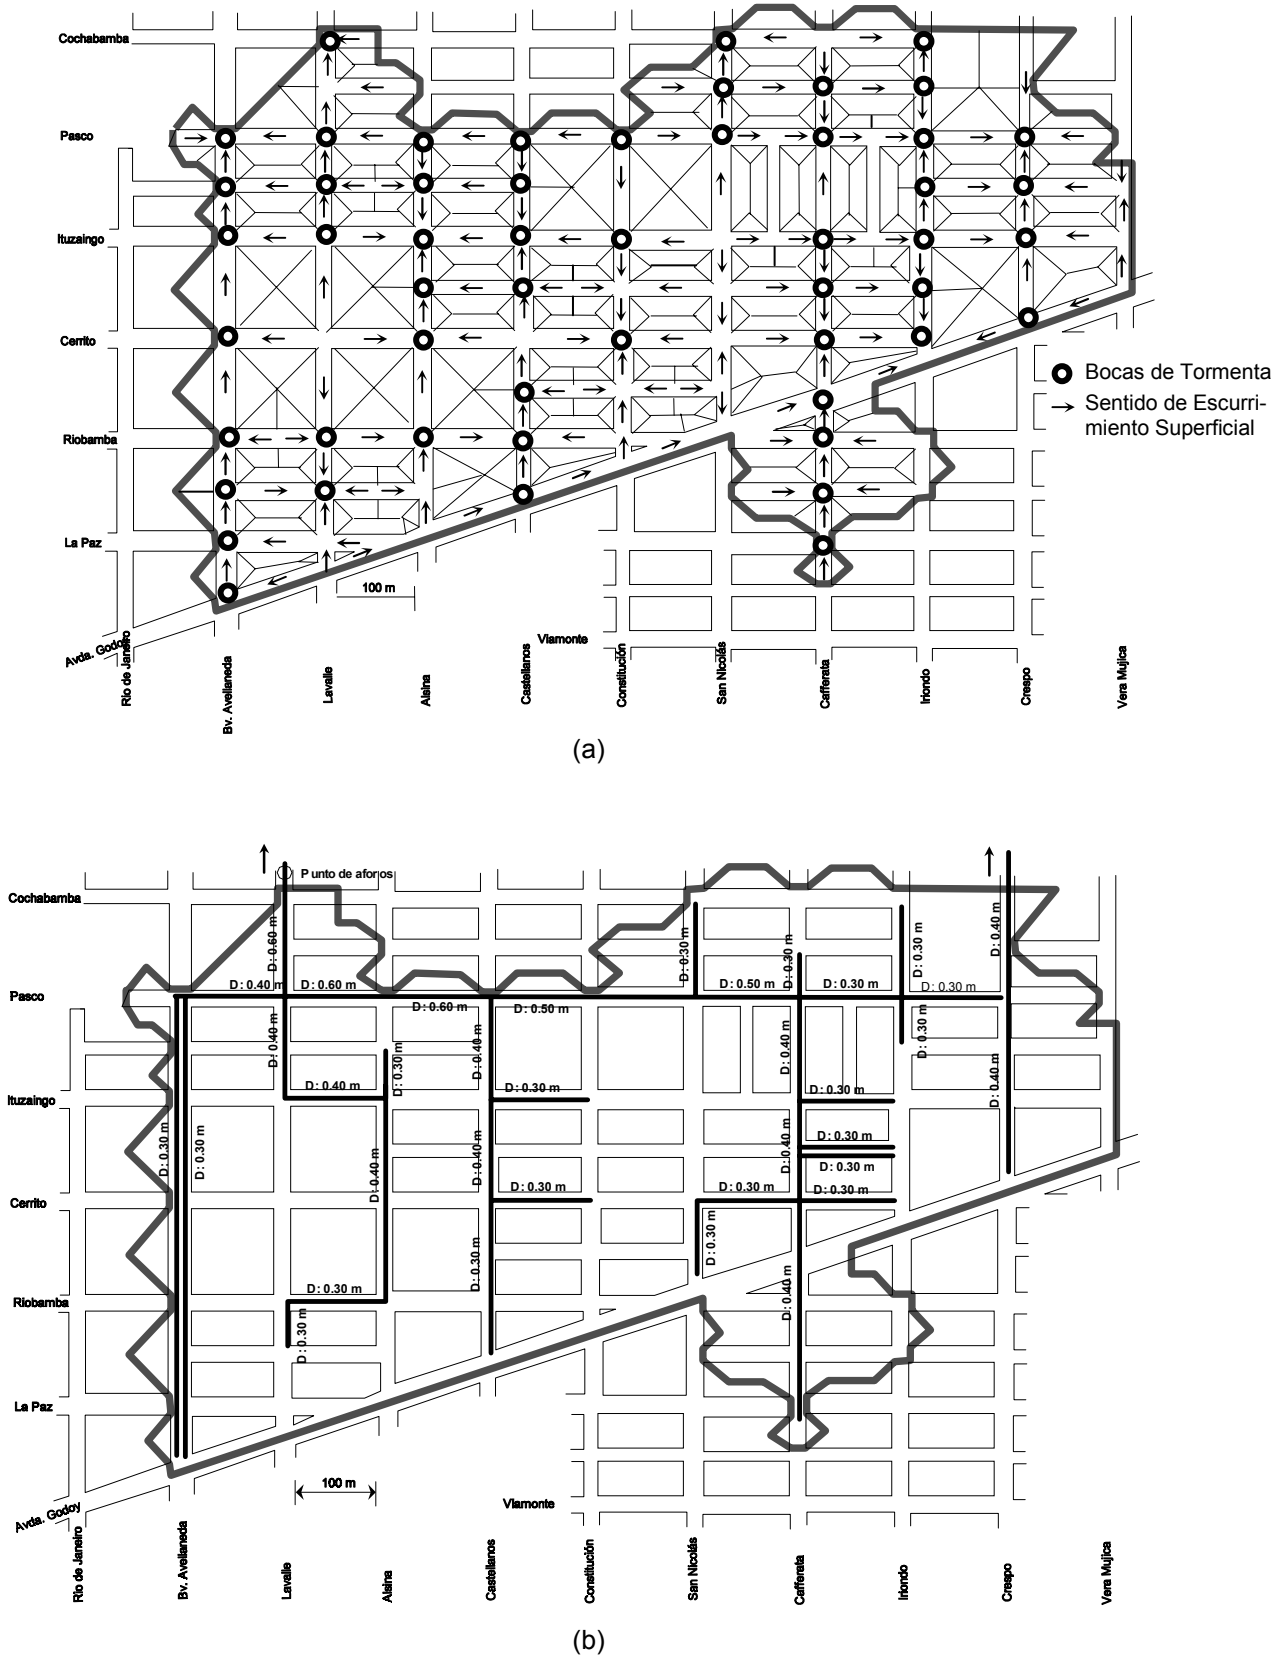 Cochabamba
Pasco
Ituzaingo
Cerrito
Riobamba
La Paz
Avda. Godoy
100 m
Viamonte
Bocas de Tormenta
Sentido de Escurri-
miento Superficial
Rio de Janeiro
Bv. Avellaneda
Lavalle
Alsina
Castellanos
Constitución
San Nicolás
Cafferata
Iriondo
Crespo
Vera Mujica
(a)
Punto de aforos
Cochabamba
D: 0.60 m
D: 0.30 m
D: 0.30 m
D: 0.30 m
D: 0.40 m
Pasco
D: 0.40 m
D: 0.60 m
D: 0.60 m
D: 0.50 m
D: 0.50 m
D: 0.30 m
D: 0.30 m
D: 0.40 m
D: 0.30 m
D: 0.40 m
D: 0.40 m
D: 0.30 m
D: 0.40 m
Ituzaingo
D: 0.40 m
D: 0.30 m
D: 0.30 m
D: 0.30 m
D: 0.30 m
D: 0.40 m
D: 0.40 m
D: 0.40 m
D: 0.30 m
D: 0.30 m
Cerrito
D: 0.30 m
D: 0.30 m
D: 0.30 m
D: 0.30 m
D: 0.30 m
D: 0.40 m
Riobamba
D: 0.30 m
D: 0.30 m
La Paz
100 m
Viamonte
Avda. Godoy
Rio de Janeiro
Bv. Avellaneda
Lavalle
Alsina
Castellanos
Constitución
San Nicolás
Cafferata
Iriondo
Crespo
Vera Mujica
(b)